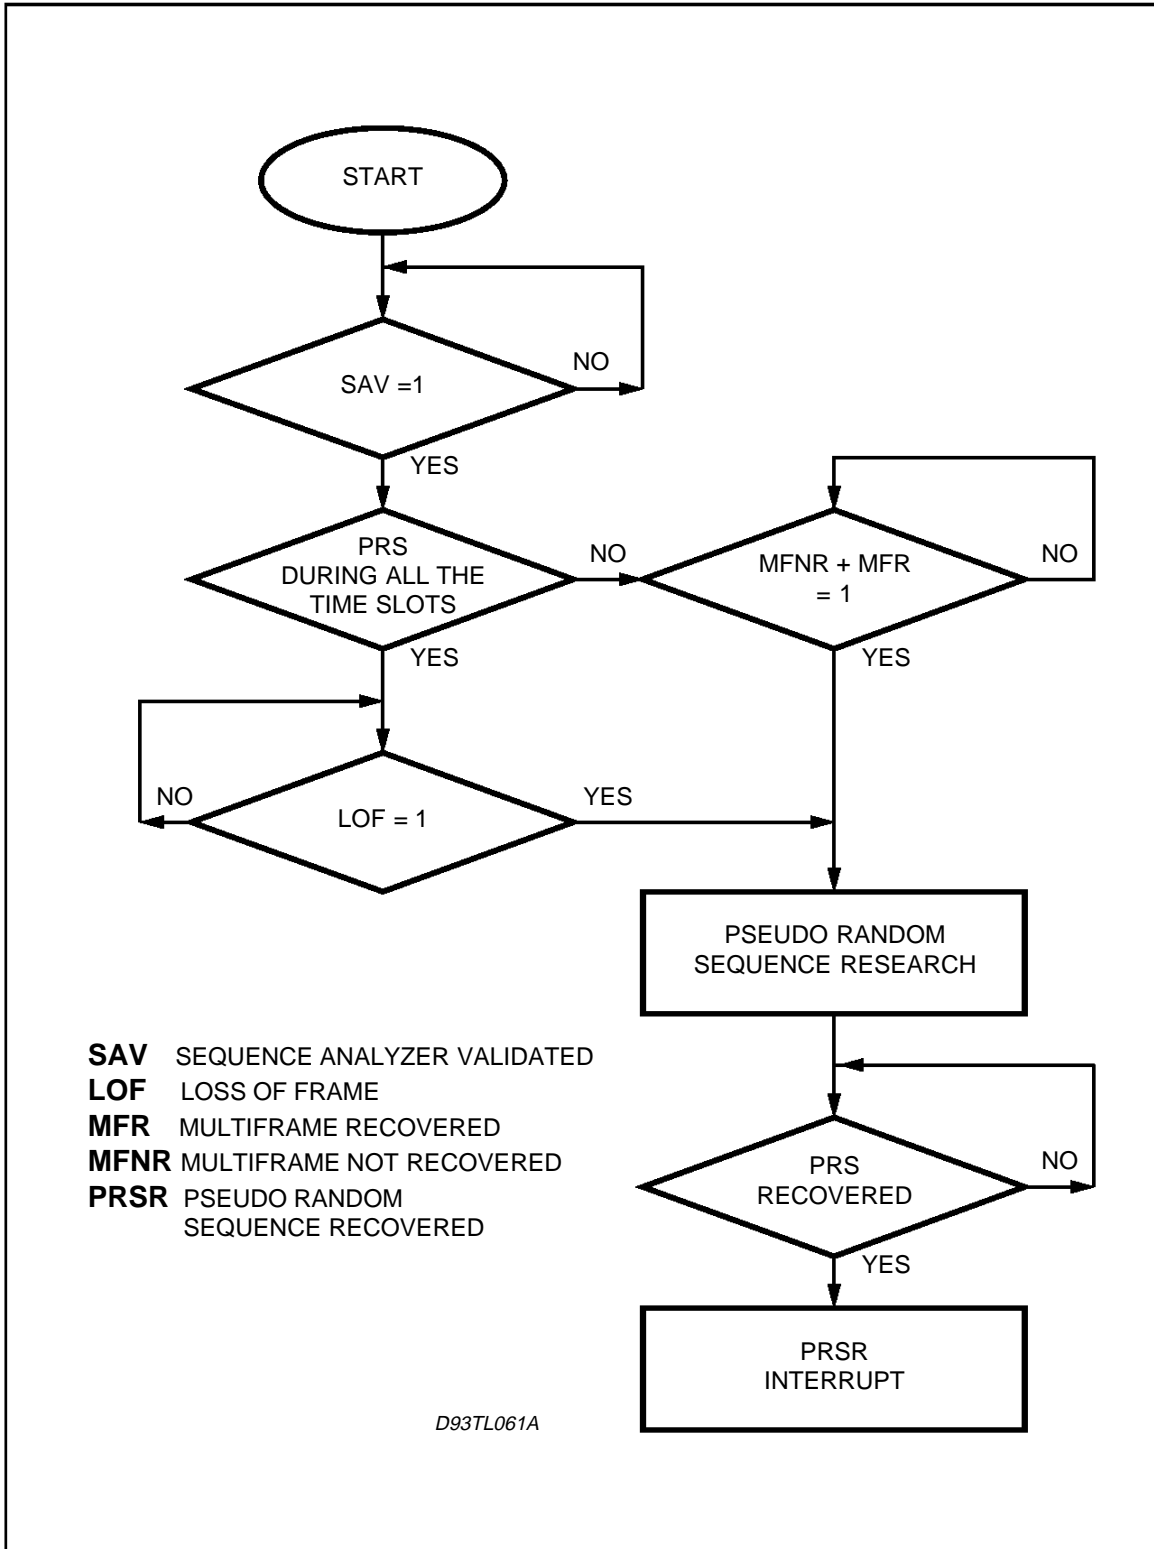 START
NO
SAV =1
YES
PRS
DURING ALL THE
TIME SLOTS
NO
MFNR + MFR
= 1
NO
YES
YES
NO
LOF = 1
YES
PSEUDO RANDOM
SEQUENCE RESEARCH
SAV SEQUENCE ANALYZER VALIDATED
LOF LOSS OF FRAME
MFR MULTIFRAME RECOVERED
MFNR MULTIFRAME NOT RECOVERED
PRSR PSEUDO RANDOM
SEQUENCE RECOVERED
PRS
RECOVERED
NO
YES
PRSR
INTERRUPT
D93TL061A